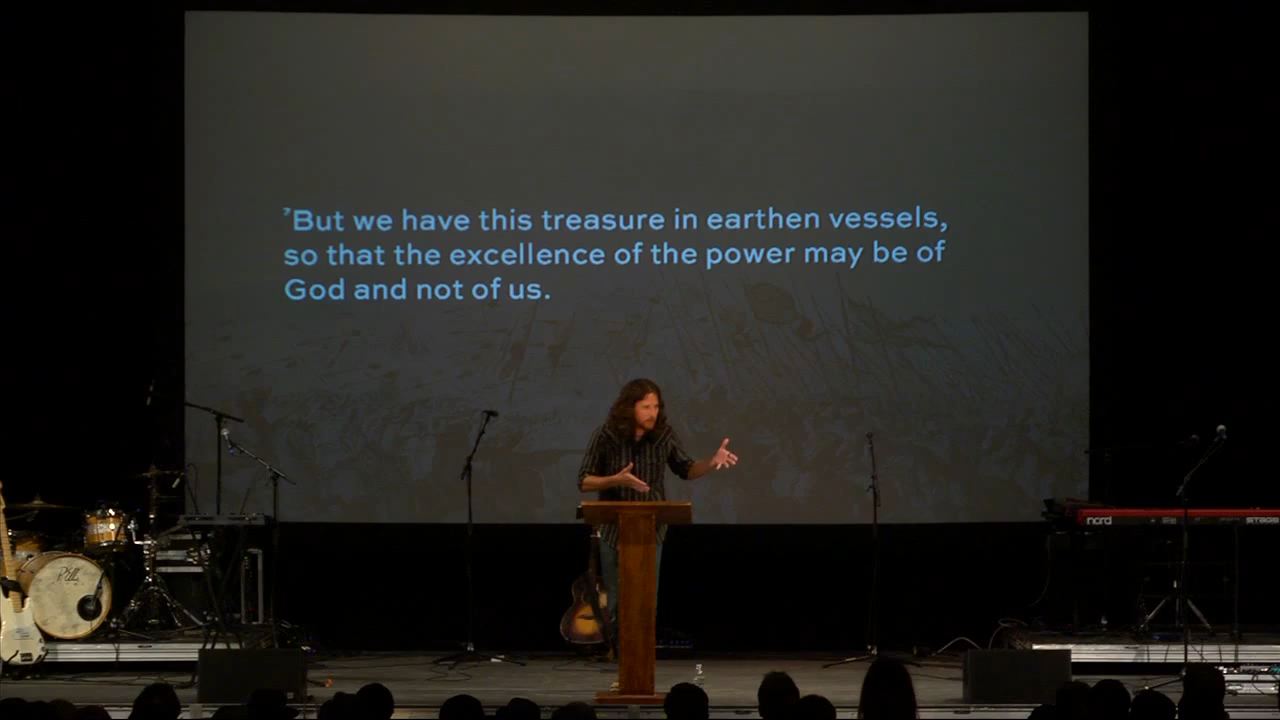 ⁷But we have this treasure in earthen vessels,
so that the excellence of the power may be of
God and not of us.
nord